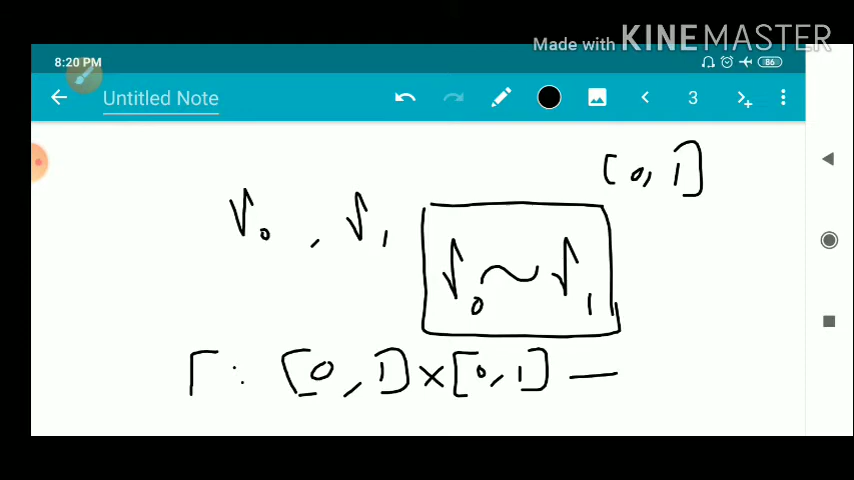 Made with KINEMASTER
8:20 PM 86
Untitled Note 3
[0, 1]
γ₀ , γ₁
γ₀ ~ γ₁
Γ : [0, 1] × [0, 1] —